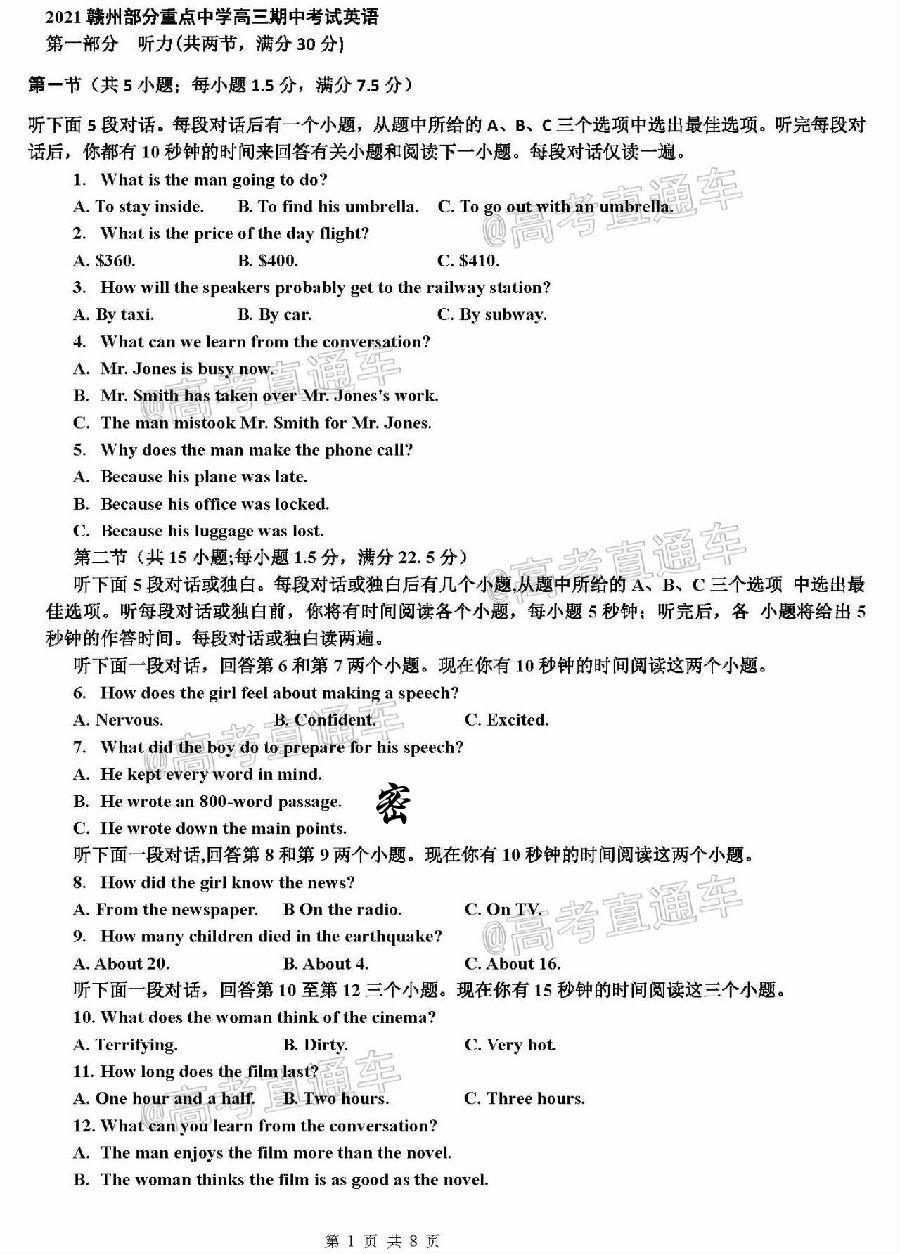 2021 赣州部分重点中学高三期中考试英语
第一部分 听力(共两节，满分 30 分)
第一节（共 5 小题；每小题 1.5 分，满分 7.5 分）
听下面 5 段对话。每段对话后有一个小题，从题中所给的 A、B、C 三个选项中选出最佳选项。听完每段对
话后，你都有 10 秒钟的时间来回答有关小题和阅读下一小题。每段对话仅读一遍。
1. What is the man going to do?
A. To stay inside. B. To find his umbrella. C. To go out with an umbrella.
@高考直通车
2. What is the price of the day flight?
A. $360. B. $400. C. $410.
3. How will the speakers probably get to the railway station?
A. By taxi. B. By car. C. By subway.
4. What can we learn from the conversation?
A. Mr. Jones is busy now.
@高考直通车
B. Mr. Smith has taken over Mr. Jones's work.
C. The man mistook Mr. Smith for Mr. Jones.
5. Why does the man make the phone call?
A. Because his plane was late.
B. Because his office was locked.
C. Because his luggage was lost.
第二节（共 15 小题;每小题 1.5 分，满分 22. 5 分）
@高考直通车
听下面 5 段对话或独白。每段对话或独白后有几个小题,从题中所给的 A、B、C 三个选项 中选出最
佳选项。听每段对话或独白前，你将有时间阅读各个小题，每小题 5 秒钟；听完后，各 小题将给出 5
秒钟的作答时间。每段对话或独白读两遍。
听下面一段对话，回答第 6 和第 7 两个小题。现在你有 10 秒钟的时间阅读这两个小题。
6. How does the girl feel about making a speech?
A. Nervous. B. Confident. C. Excited.
@高考直通车
7. What did the boy do to prepare for his speech?
A. He kept every word in mind.
B. He wrote an 800-word passage.
密
C. He wrote down the main points.
听下面一段对话,回答第 8 和第 9 两个小题。现在你有 10 秒钟的时间阅读这两个小题。
8. How did the girl know the news?
A. From the newspaper. B On the radio. C. On TV.
@高考直通车
9. How many children died in the earthquake?
A. About 20. B. About 4. C. About 16.
听下面一段对话，回答第 10 至第 12 三个小题。现在你有 15 秒钟的时间阅读这三个小题。
10. What does the woman think of the cinema?
A. Terrifying. B. Dirty. C. Very hot.
11. How long does the film last?
@高考直通车
A. One hour and a half. B. Two hours. C. Three hours.
12. What can you learn from the conversation?
A. The man enjoys the film more than the novel.
B. The woman thinks the film is as good as the novel.
第 1 页 共 8 页